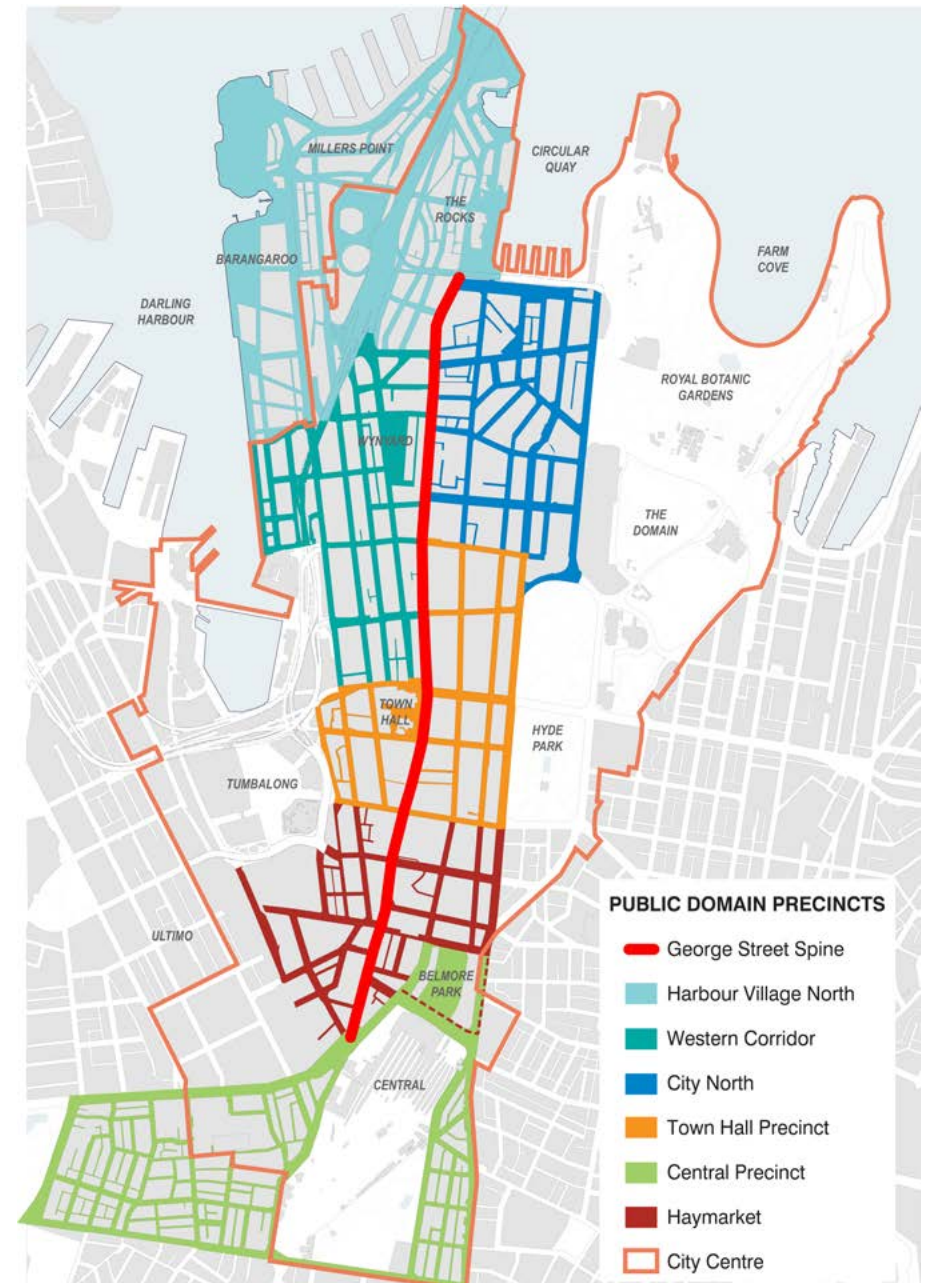 MILLERS POINT
CIRCULAR
QUAY
THE
ROCKS
BARANGAROO
FARM
COVE
DARLING
HARBOUR
ROYAL BOTANIC
GARDENS
WYNYARD
THE
DOMAIN
TOWN
HALL
HYDE
PARK
TUMBALONG
ULTIMO
BELMORE
PARK
CENTRAL
PUBLIC DOMAIN PRECINCTS
George Street Spine
Harbour Village North
Western Corridor
City North
Town Hall Precinct
Central Precinct
Haymarket
City Centre